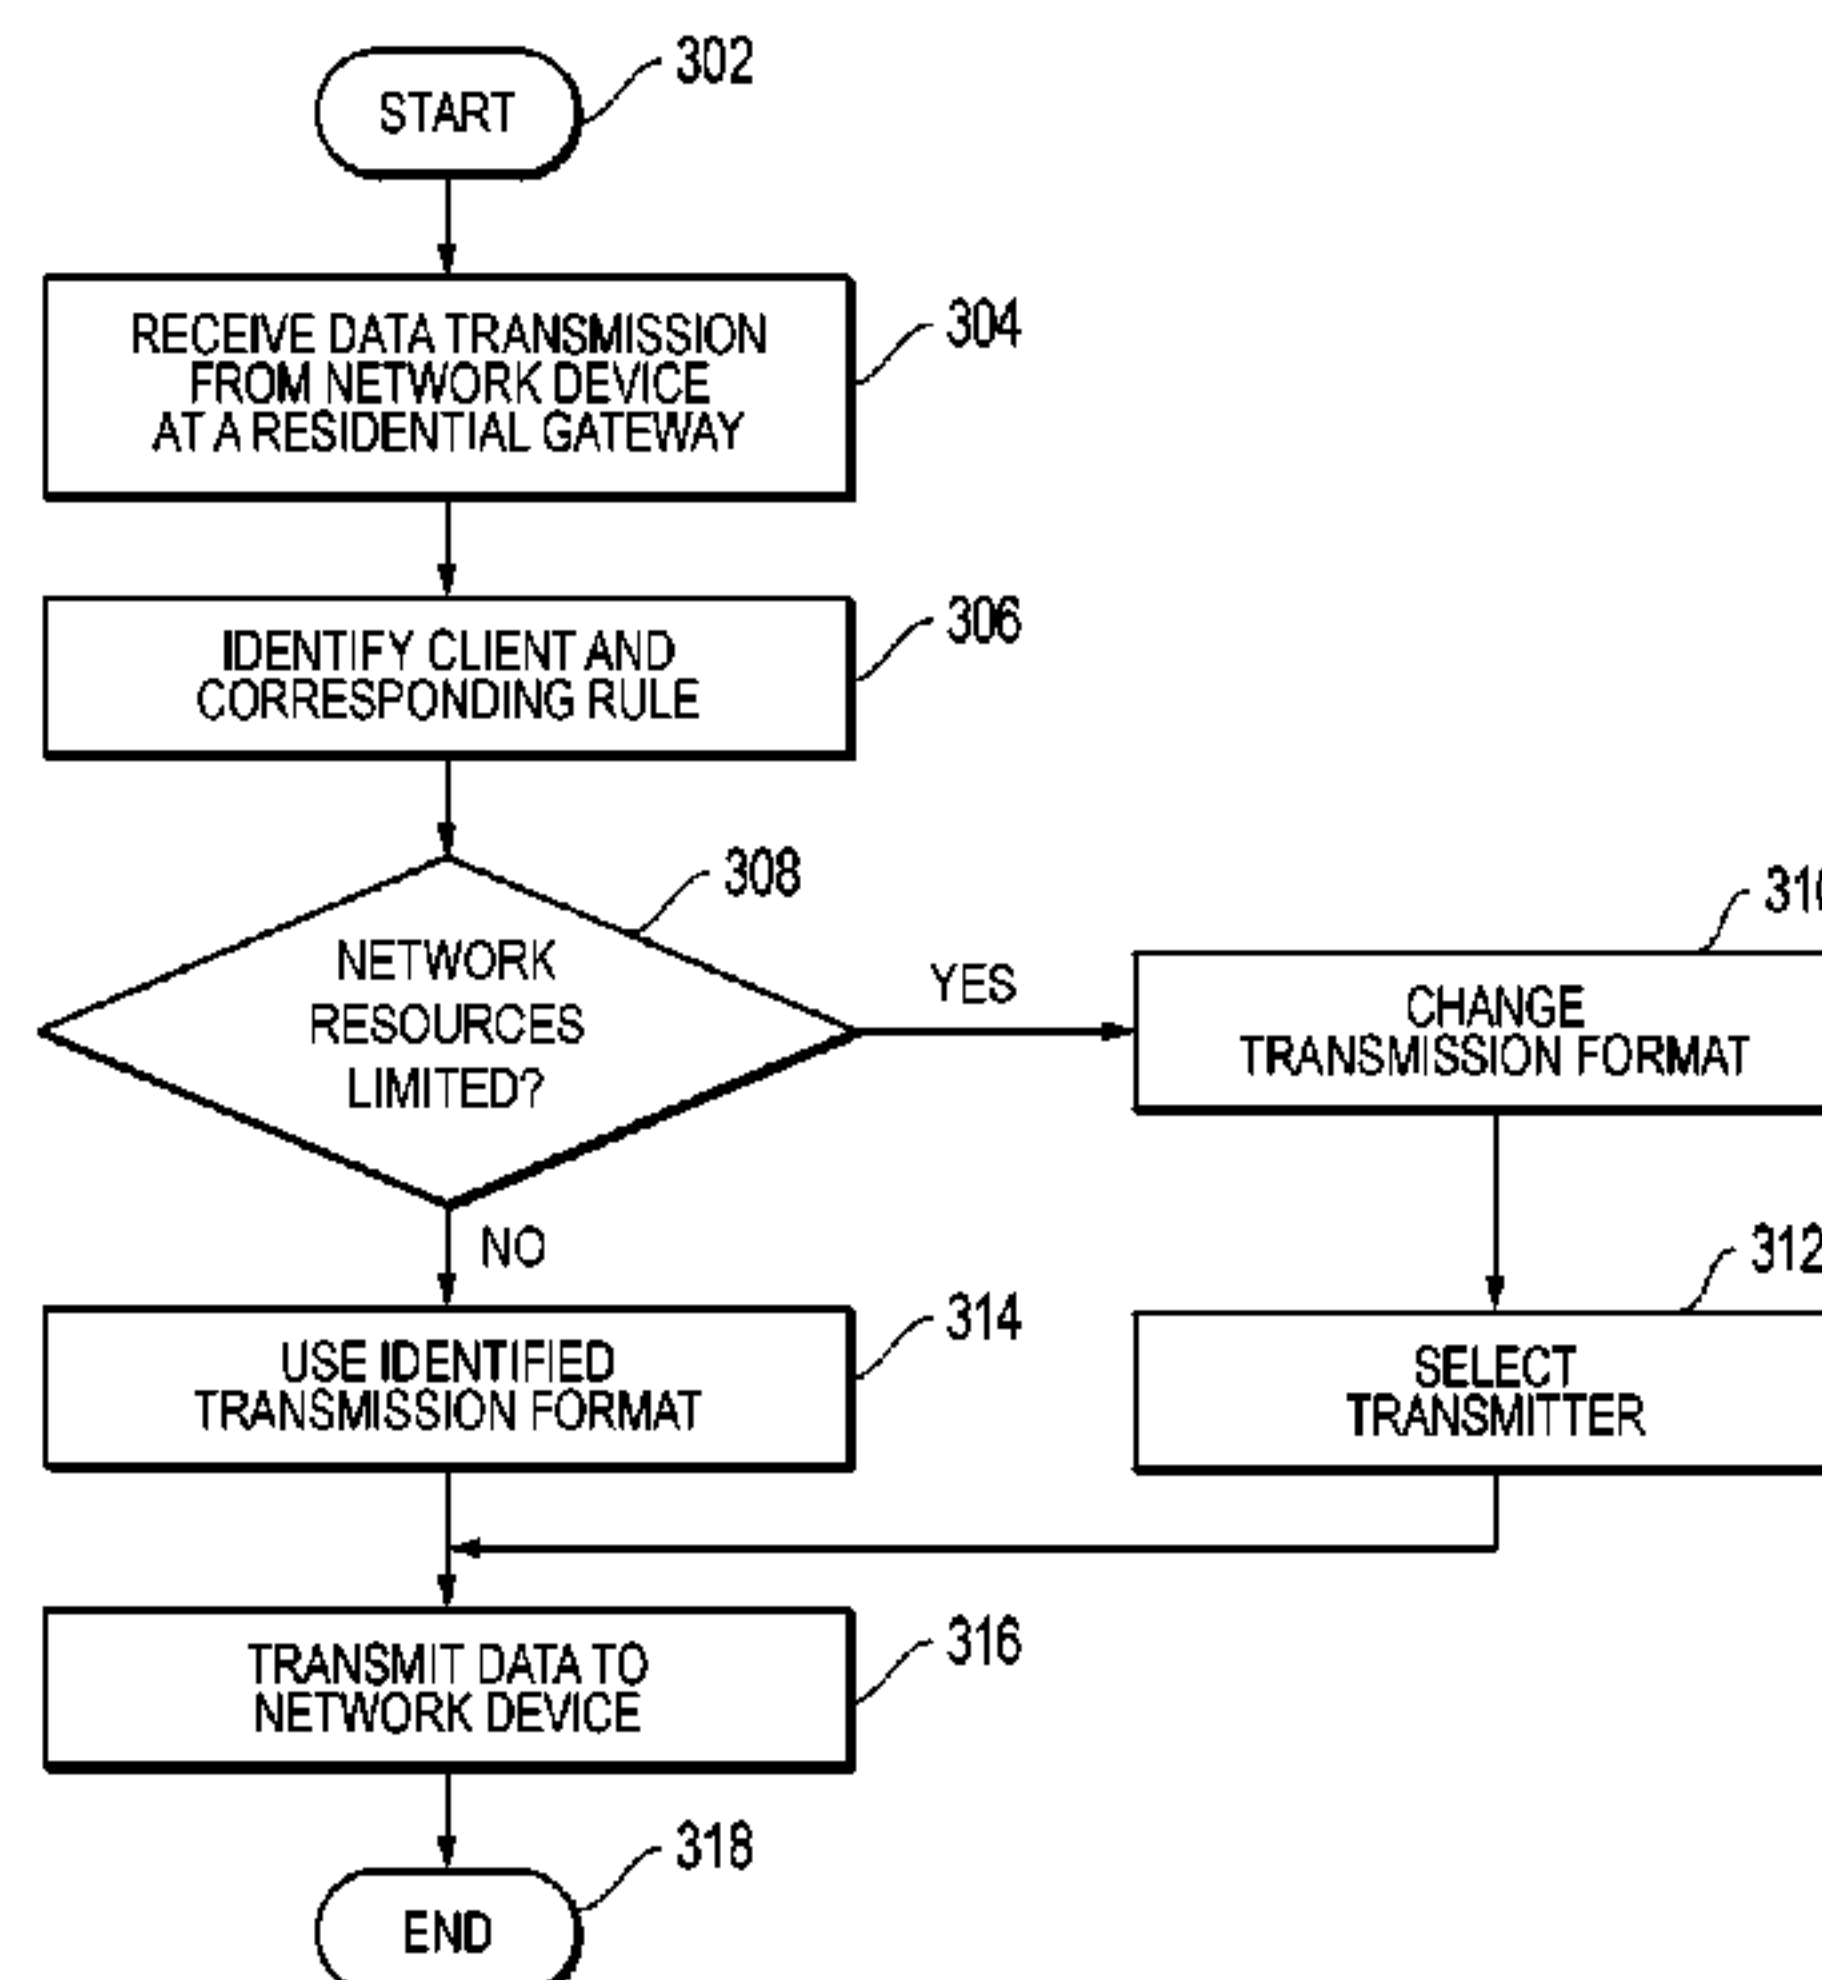 302
START
304
RECEIVE DATA TRANSMISSION
FROM NETWORK DEVICE
AT A RESIDENTIAL GATEWAY
306
IDENTIFY CLIENT AND
CORRESPONDING RULE
308
NETWORK
RESOURCES
LIMITED?
YES
310
CHANGE
TRANSMISSION FORMAT
NO
312
SELECT
TRANSMITTER
314
USE IDENTIFIED
TRANSMISSION FORMAT
316
TRANSMIT DATA TO
NETWORK DEVICE
318
END